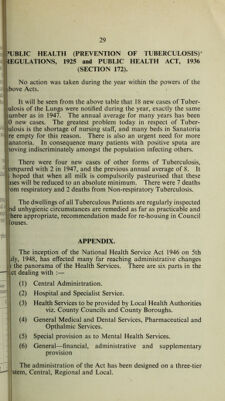 29
PUBLIC HEALTH (PREVENTION OF TUBERCULOSIS)
REGULATIONS, 1925 and PUBLIC HEALTH ACT, 1936
(SECTION 172).
No action was taken during the year within the powers of the
above Acts.
It will be seen from the above table that 18 new cases of Tuber-
ulosis of the Lungs were notified during the year, exactly the same
umber as in 1947. The annual average for many years has been
0 new cases. The greatest problem today in respect of Tuber-
ulosis is the shortage of nursing staff, and many beds in Sanatoria
re empty for this reason. There is also an urgent need for more
anatoria. In consequence many patients with positive sputa are
noving indiscriminately amongst the population infecting others.
There were four new cases of other forms of Tuberculosis,
ompared with 2 in 1947, and the previous annual average of 8. It
hoped that when all milk is compulsorily pasteurised that these
ases will be reduced to an absolute minimum. There were 7 deaths
om respiratory and 2 deaths from Non-respiratory Tuberculosis.
The dwellings of all Tuberculous Patients are regularly inspected
d unhygienic circumstances are remedied as far as practicable and
here appropriate, recommendation made for re-housing in Council
ouses.
APPENDIX.
The inception of the National Health Service Act 1946 on 5th
uly, 1948, has effected many far reaching administrative changes
the panorama of the Health Services. There are six parts in the
ct dealing with :—
(1) Central Administration.
(2) Hospital and Specialist Service.
(3) Health Services to be provided by Local Health Authorities
viz. County Councils and County Boroughs.
(4) General Medical and Dental Services, Pharmaceutical and
Opthalmic Services.
(5) Special provision as to Mental Health Services.
(6) General—financial, administrative and supplementary
provision
The administration of the Act has been designed on a three-tier
stem, Central, Regional and Local.